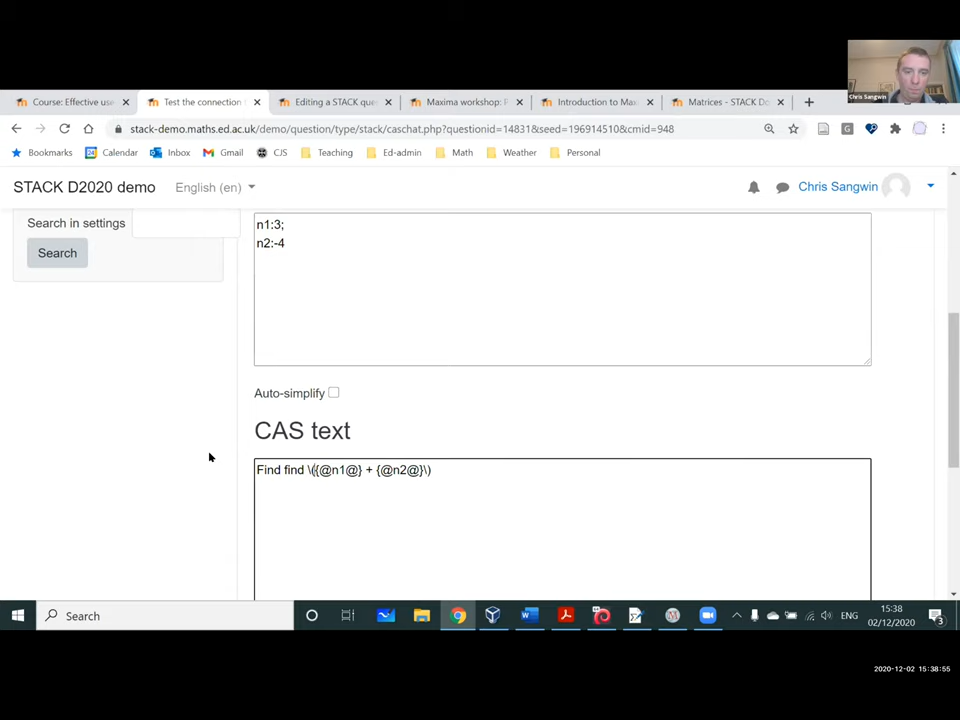 Chris Sangwin
Course: Effective use
Test the connection
Editing a STACK que
Maxima workshop: P
Introduction to Max
Matrices - STACK Do
stack-demo.maths.ed.ac.uk/demo/question/type/stack/caschat.php?questionid=14831&seed=196914510&cmid=948
Bookmarks
Calendar
Inbox
Gmail
CJS
Teaching
Ed-admin
Math
Weather
Personal
STACK D2020 demo
English (en)
Chris Sangwin
Search in settings
Search
n1:3;
n2:-4
Auto-simplify
CAS text
Find find \({@n1@} + {@n2@}\)
Search
ENG
15:38
02/12/2020
3
2020-12-02 15:38:55